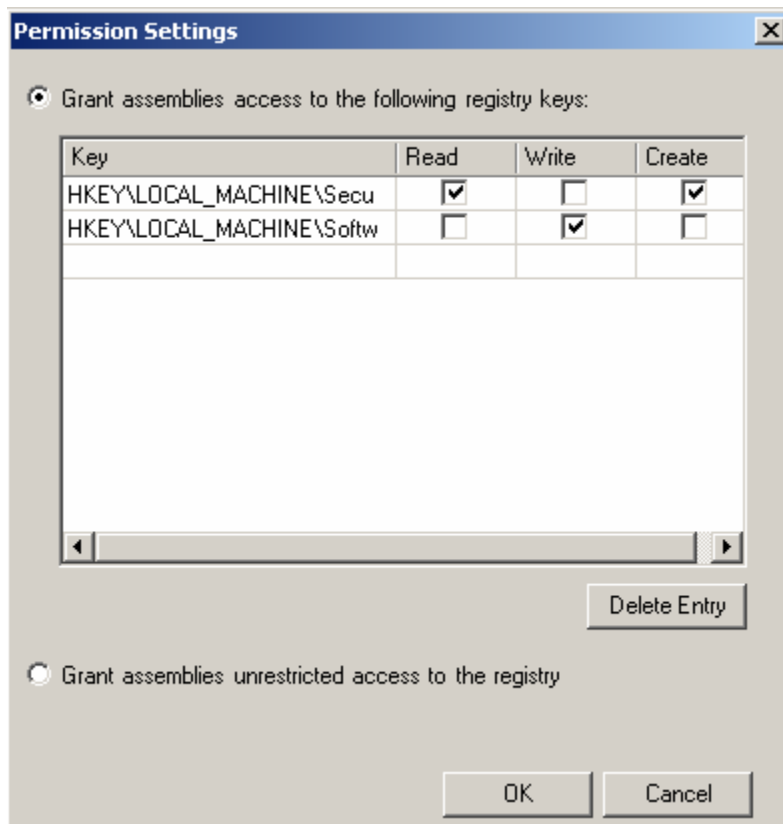 Permission Settings
Grant assemblies access to the following registry keys:
Key Read Write Create
HKEY\LOCAL_MACHINE\Secu
HKEY\LOCAL_MACHINE\Softw
Delete Entry
Grant assemblies unrestricted access to the registry
OK Cancel